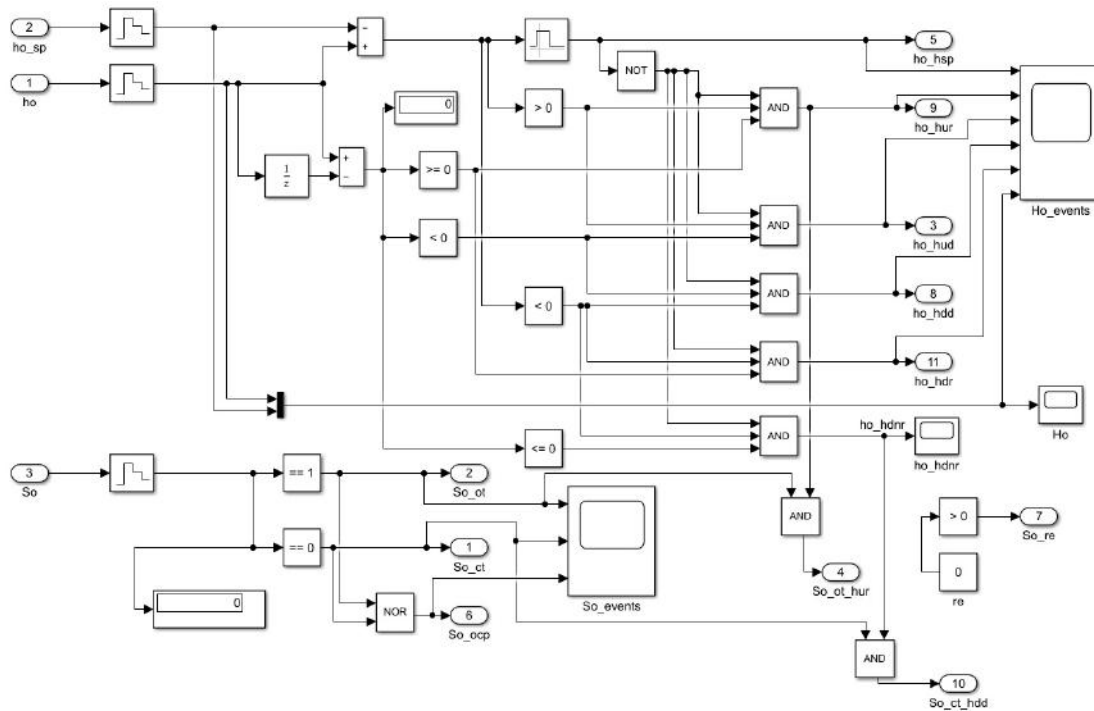 2
ho_sp
−
+
5
ho_hsp
1
ho
NOT
0
> 0
AND
9
ho_hur
+
−
1
z
>= 0
Ho_events
< 0
AND
3
ho_hud
< 0
AND
8
ho_hdd
AND
11
ho_hdr
Ho
<= 0
AND
ho_hdnr
ho_hdnr
3
So
== 1
2
So_ot
AND
> 0
7
So_re
== 0
1
So_ct
0
re
4
So_ot_hur
0
NOR
6
So_ocp
So_events
AND
10
So_ct_hdd